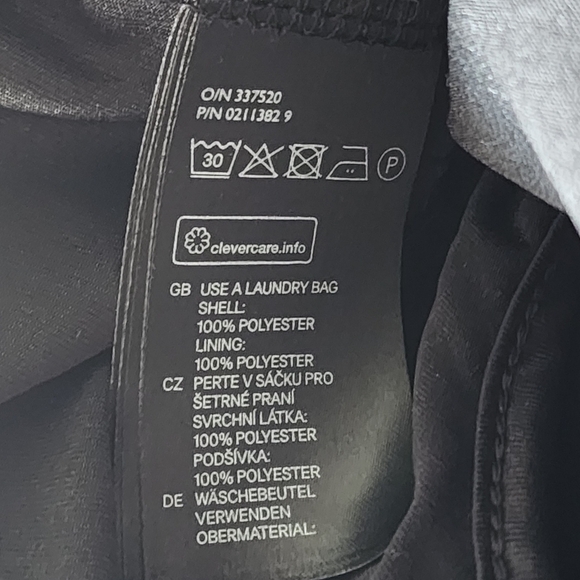 O/N 337520
P/N 0211382 9
30 P
clevercare.info
GB USE A LAUNDRY BAG
SHELL:
100% POLYESTER
LINING:
100% POLYESTER
CZ PERTE V SÁČKU PRO
ŠETRNÉ PRANÍ
SVRCHNÍ LÁTKA:
100% POLYESTER
PODŠÍVKA:
100% POLYESTER
DE WÄSCHEBEUTEL
VERWENDEN
OBERMATERIAL: